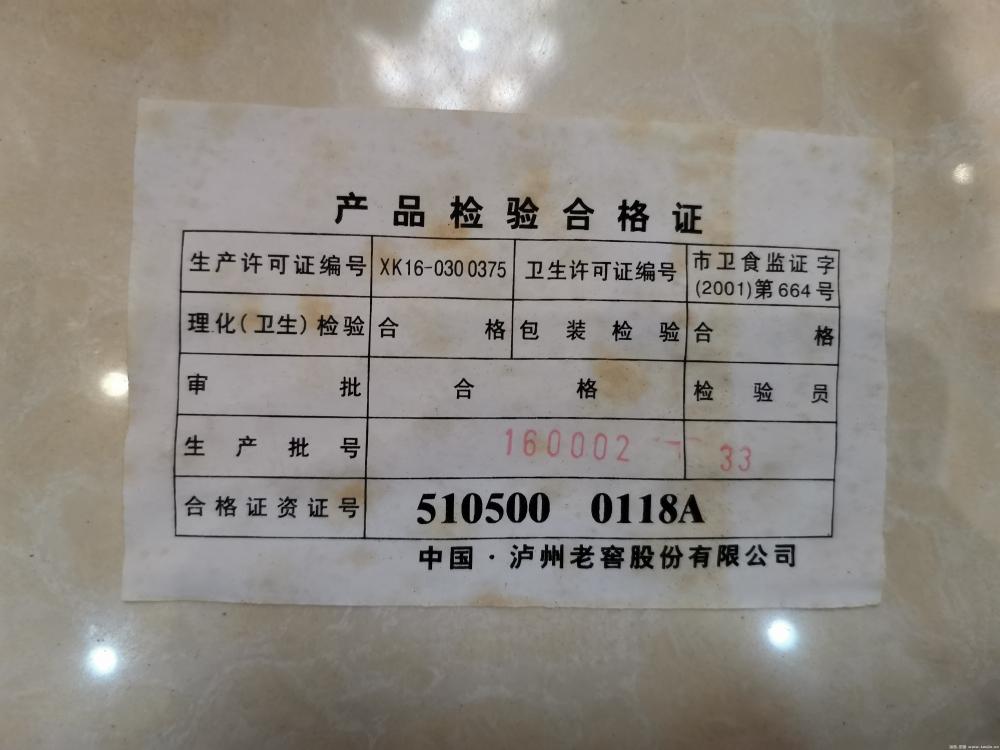 产品检验合格证
生产许可证编号 XK16-030 0375 卫生许可证编号 市卫食监证字
(2001)第664号
理化(卫生)检验 合格 包装检验 合格
审批 合格 检验员
生产批号 160002 33
合格证资证号 510500 0118A
中国·泸州老窖股份有限公司